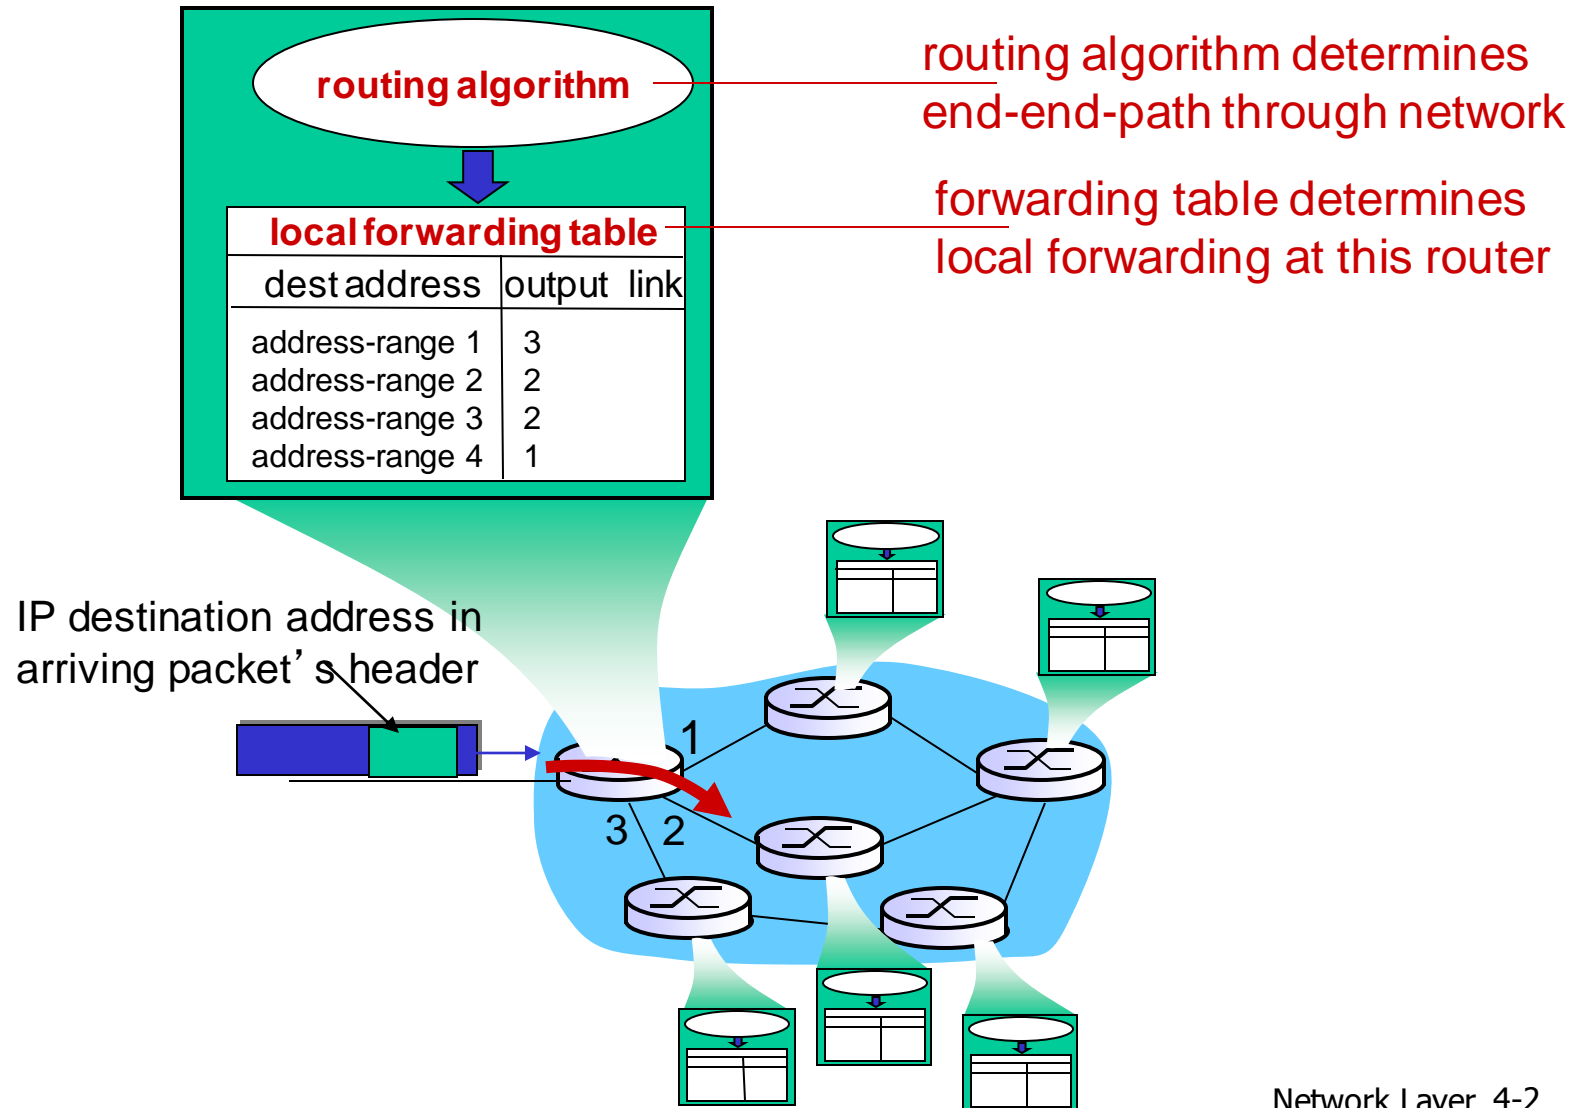 routing algorithm
routing algorithm determines
end-end-path through network
forwarding table determines
local forwarding at this router
local forwarding table
dest address output link
address-range 1 3
address-range 2 2
address-range 3 2
address-range 4 1
IP destination address in
arriving packet’s header
1
3 2
Network Layer 4-2